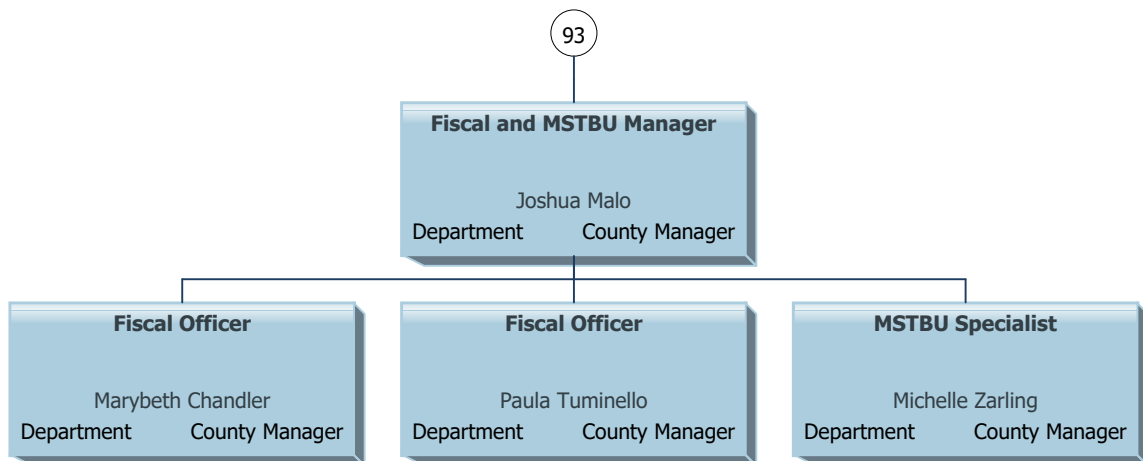 93
Fiscal and MSTBU Manager
Joshua Malo
Department County Manager
Fiscal Officer
Marybeth Chandler
Department County Manager
Fiscal Officer
Paula Tuminello
Department County Manager
MSTBU Specialist
Michelle Zarling
Department County Manager